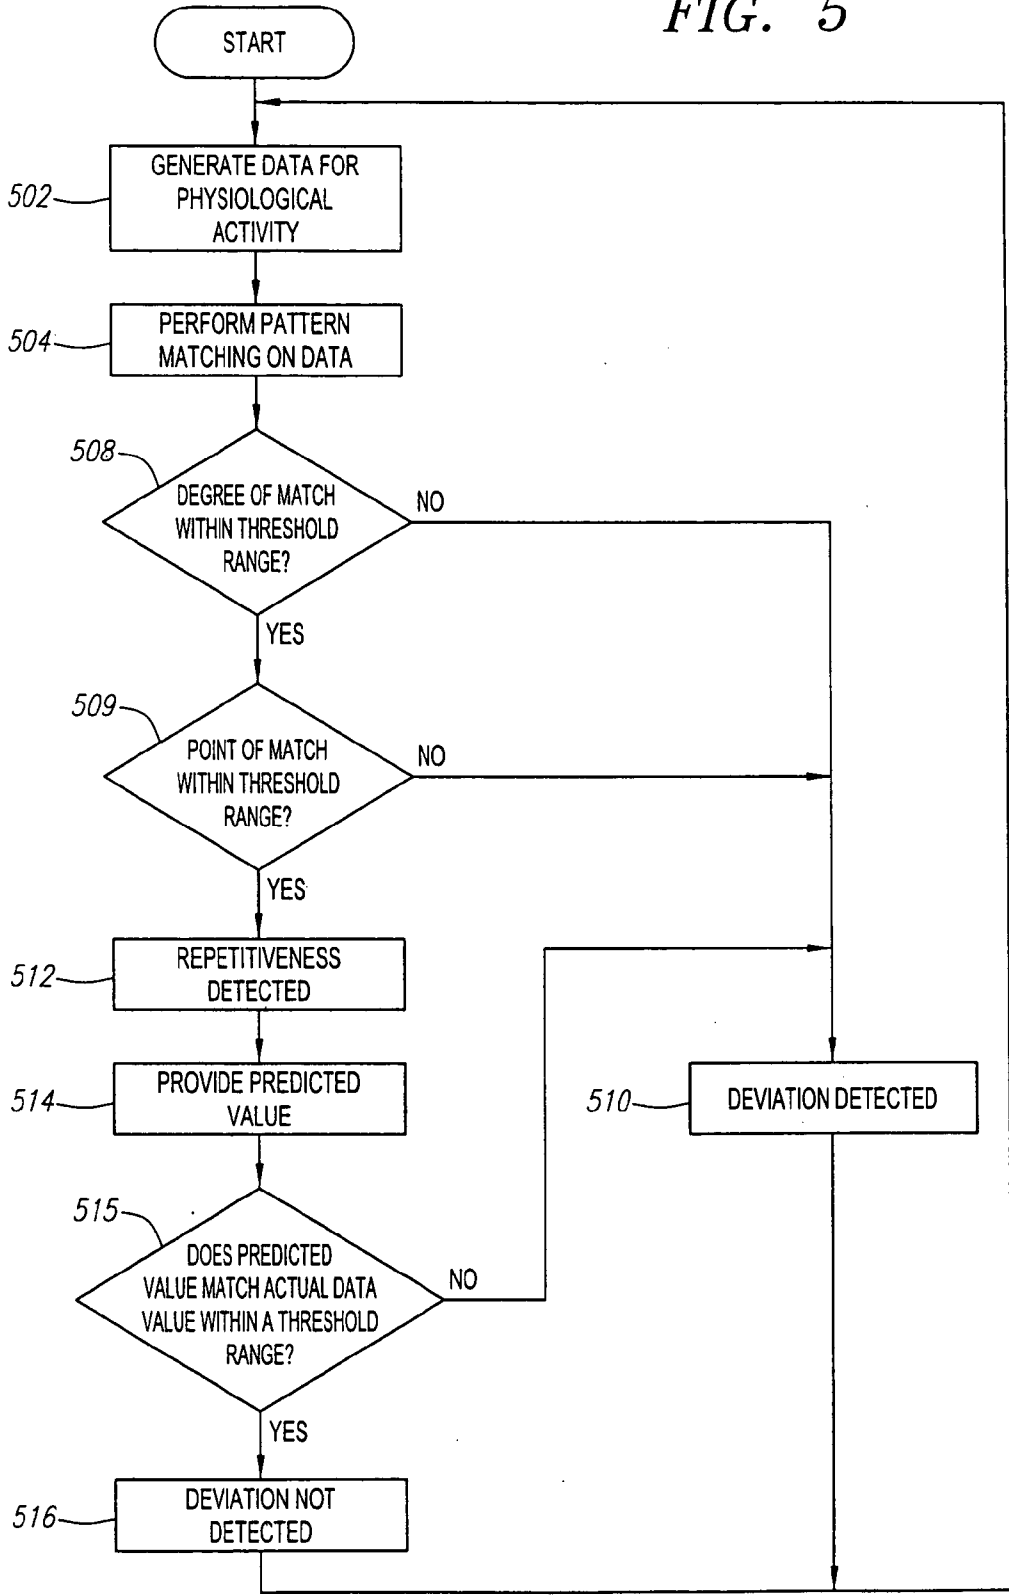 FIG. 5
START
502
GENERATE DATA FOR
PHYSIOLOGICAL
ACTIVITY
504
PERFORM PATTERN
MATCHING ON DATA
508
DEGREE OF MATCH
WITHIN THRESHOLD
RANGE?
NO
YES
509
POINT OF MATCH
WITHIN THRESHOLD
RANGE?
NO
YES
512
REPETITIVENESS
DETECTED
514
PROVIDE PREDICTED
VALUE
510
DEVIATION DETECTED
515
DOES PREDICTED
VALUE MATCH ACTUAL DATA
VALUE WITHIN A THRESHOLD
RANGE?
NO
YES
516
DEVIATION NOT
DETECTED